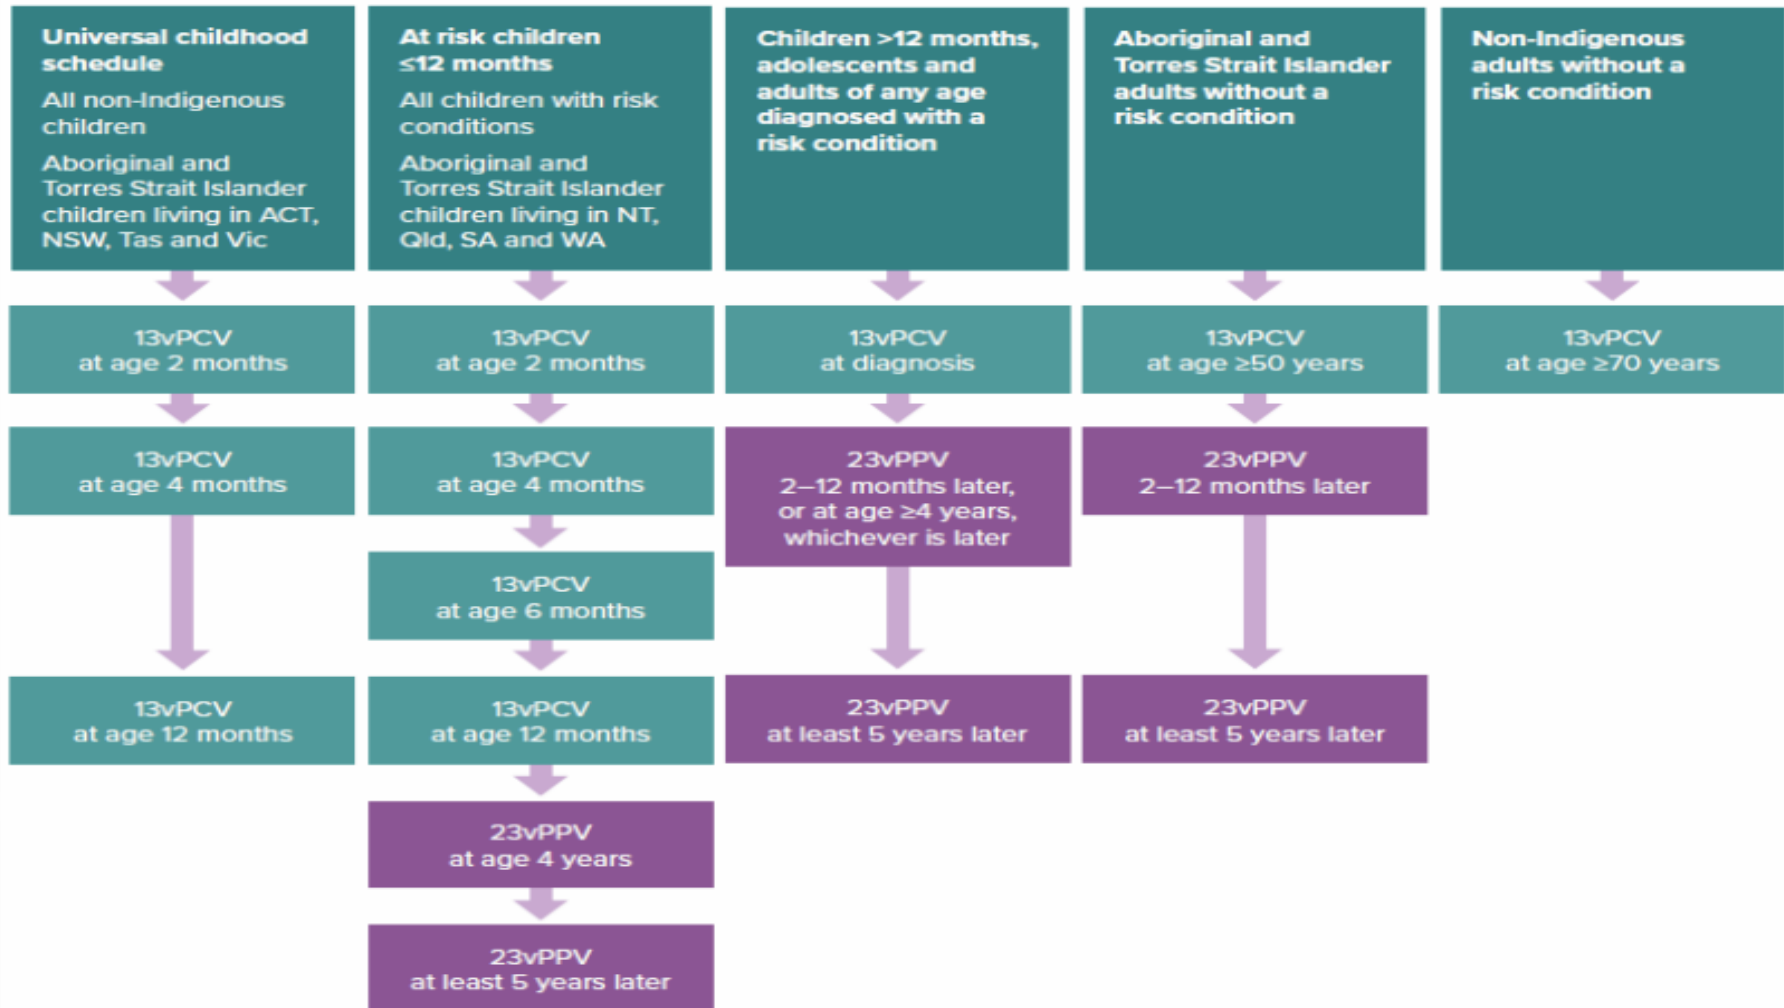 Universal childhood
schedule
All non-Indigenous
children
Aboriginal and
Torres Strait Islander
children living in ACT,
NSW, Tas and Vic
13vPCV
at age 2 months
13vPCV
at age 4 months
13vPCV
at age 12 months
At risk children
≤12 months
All children with risk
conditions
Aboriginal and
Torres Strait Islander
children living in NT,
Qld, SA and WA
13vPCV
at age 2 months
13vPCV
at age 4 months
13vPCV
at age 6 months
13vPCV
at age 12 months
23vPPV
at age 4 years
23vPPV
at least 5 years later
Children >12 months,
adolescents and
adults of any age
diagnosed with a
risk condition
13vPCV
at diagnosis
23vPPV
2–12 months later,
or at age ≥4 years,
whichever is later
23vPPV
at least 5 years later
Aboriginal and
Torres Strait Islander
adults without a
risk condition
13vPCV
at age ≥50 years
23vPPV
2–12 months later
23vPPV
at least 5 years later
Non-Indigenous
adults without a
risk condition
13vPCV
at age ≥70 years